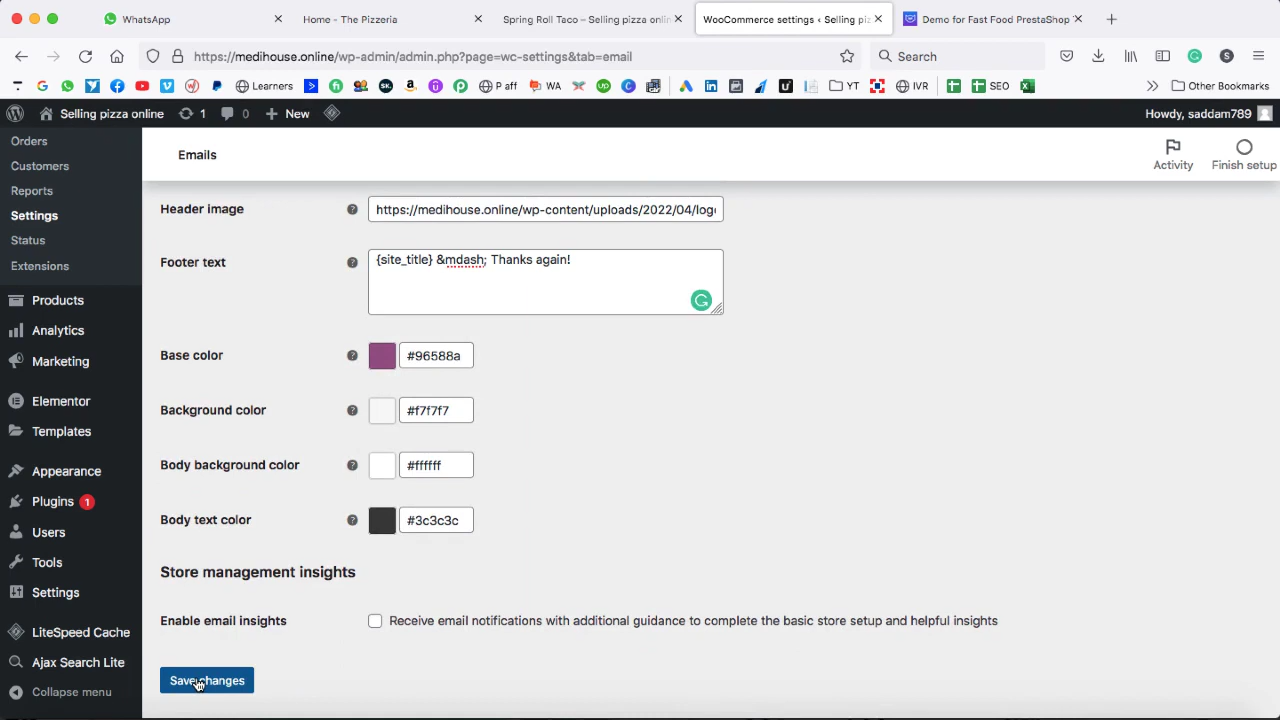 WhatsApp
Home - The Pizzeria
Spring Roll Taco – Selling pizza onlin
WooCommerce settings ‹ Selling piz
Demo for Fast Food PrestaShop
https://medihouse.online/wp-admin/admin.php?page=wc-settings&tab=email
Search
Learners
P aff
WA
YT
IVR
SEO
Other Bookmarks
Selling pizza online
1
0
New
Howdy, saddam789
Orders
Customers
Reports
Settings
Status
Extensions
Products
Analytics
Marketing
Elementor
Templates
Appearance
Plugins 1
Users
Tools
Settings
LiteSpeed Cache
Ajax Search Lite
Collapse menu
Emails
Activity
Finish setup
Header image
https://medihouse.online/wp-content/uploads/2022/04/logo
Footer text
{site_title} &mdash; Thanks again!
Base color
#96588a
Background color
#f7f7f7
Body background color
#ffffff
Body text color
#3c3c3c
Store management insights
Enable email insights
Receive email notifications with additional guidance to complete the basic store setup and helpful insights
Save changes